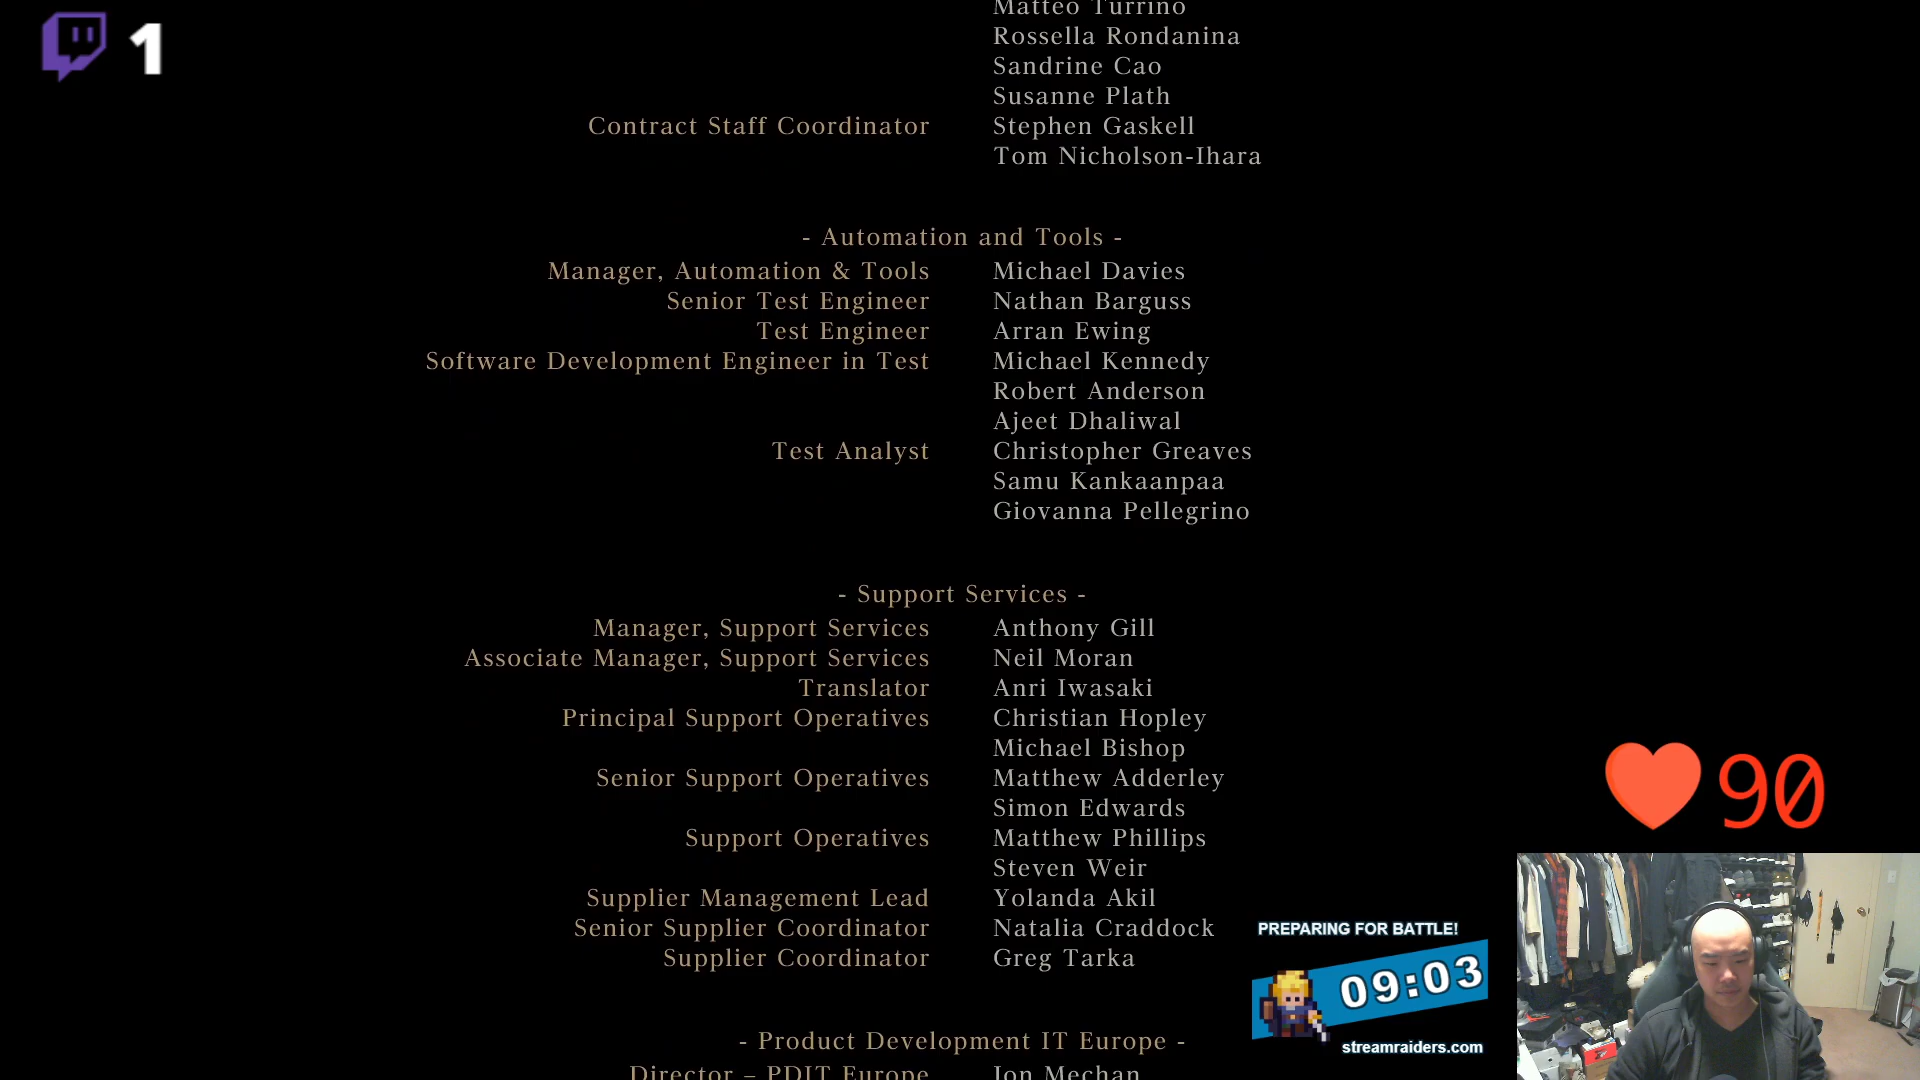 1
Matteo Turrino
Rossella Rondanina
Sandrine Cao
Susanne Plath
Contract Staff Coordinator Stephen Gaskell
Tom Nicholson-Ihara
- Automation and Tools -
Manager, Automation & Tools Michael Davies
Senior Test Engineer Nathan Barguss
Test Engineer Arran Ewing
Software Development Engineer in Test Michael Kennedy
Robert Anderson
Ajeet Dhaliwal
Test Analyst Christopher Greaves
Samu Kankaanpaa
Giovanna Pellegrino
- Support Services -
Manager, Support Services Anthony Gill
Associate Manager, Support Services Neil Moran
Translator Anri Iwasaki
Principal Support Operatives Christian Hopley
Michael Bishop
Senior Support Operatives Matthew Adderley
Simon Edwards
Support Operatives Matthew Phillips
Steven Weir
Supplier Management Lead Yolanda Akil
Senior Supplier Coordinator Natalia Craddock
Supplier Coordinator Greg Tarka
- Product Development IT Europe -
Director – PDIT Europe Jon Mechan
90
PREPARING FOR BATTLE!
09:03
streamraiders.com